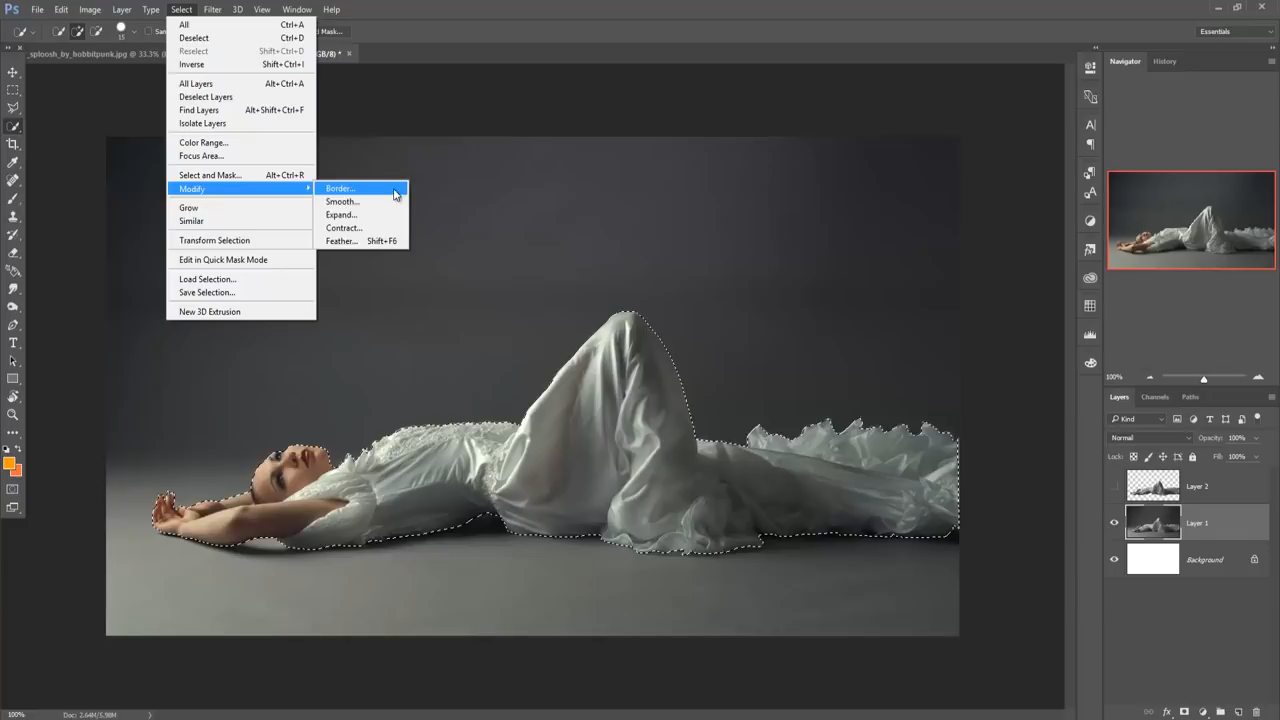 Ps File Edit Image Layer Type Select Filter 3D View Window Help
15 Mask... Essentials
_sploosh_by_hobbitpunk.jpg @ 33.3% GB/8) * ×
All Ctrl+A
Deselect Ctrl+D
Reselect Shift+Ctrl+D
Inverse Shift+Ctrl+I
All Layers Alt+Ctrl+A
Deselect Layers
Find Layers Alt+Shift+Ctrl+F
Isolate Layers
Color Range...
Focus Area...
Select and Mask... Alt+Ctrl+R
Modify
Grow
Similar
Transform Selection
Edit in Quick Mask Mode
Load Selection...
Save Selection...
New 3D Extrusion
Border...
Smooth...
Expand...
Contract...
Feather... Shift+F6
Navigator History
100%
Layers Channels Paths
Kind
Normal Opacity: 100%
Lock: Fill: 100%
Layer 2
Layer 1
Background
100% Doc: 2.64M/5.98M